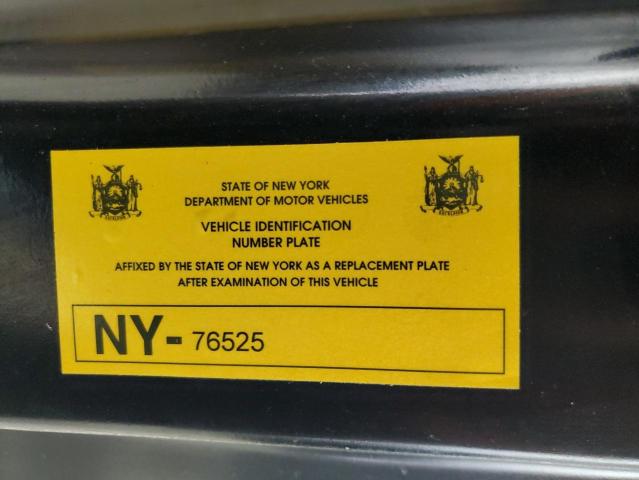 STATE OF NEW YORK
DEPARTMENT OF MOTOR VEHICLES
VEHICLE IDENTIFICATION
NUMBER PLATE
AFFIXED BY THE STATE OF NEW YORK AS A REPLACEMENT PLATE
AFTER EXAMINATION OF THIS VEHICLE
NY- 76525